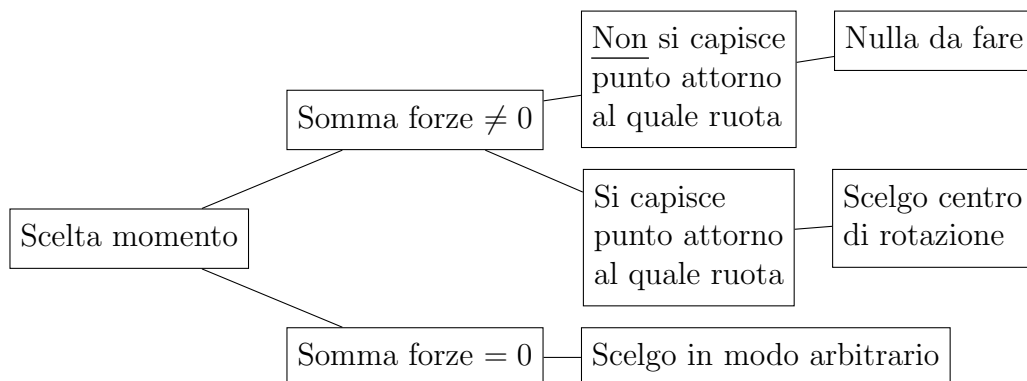 Non si capisce
punto attorno
al quale ruota
Nulla da fare
Somma forze ≠ 0
Si capisce
punto attorno
al quale ruota
Scelgo centro
di rotazione
Scelta momento
Somma forze = 0
Scelgo in modo arbitrario